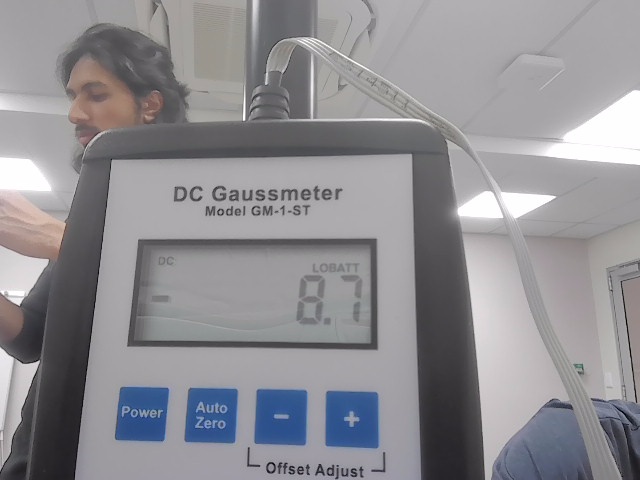 DC Gaussmeter
Model GM-1-ST
DC
LOBATT
- 8.7
Power
Auto
Zero
-
+
Offset Adjust